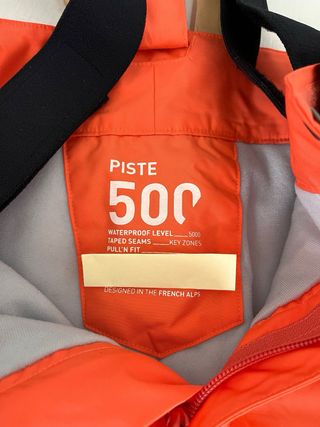 PISTE
500
WATERPROOF LEVEL 5000
TAPED SEAMS KEY ZONES
PULL'N FIT
DESIGNED IN THE FRENCH ALPS